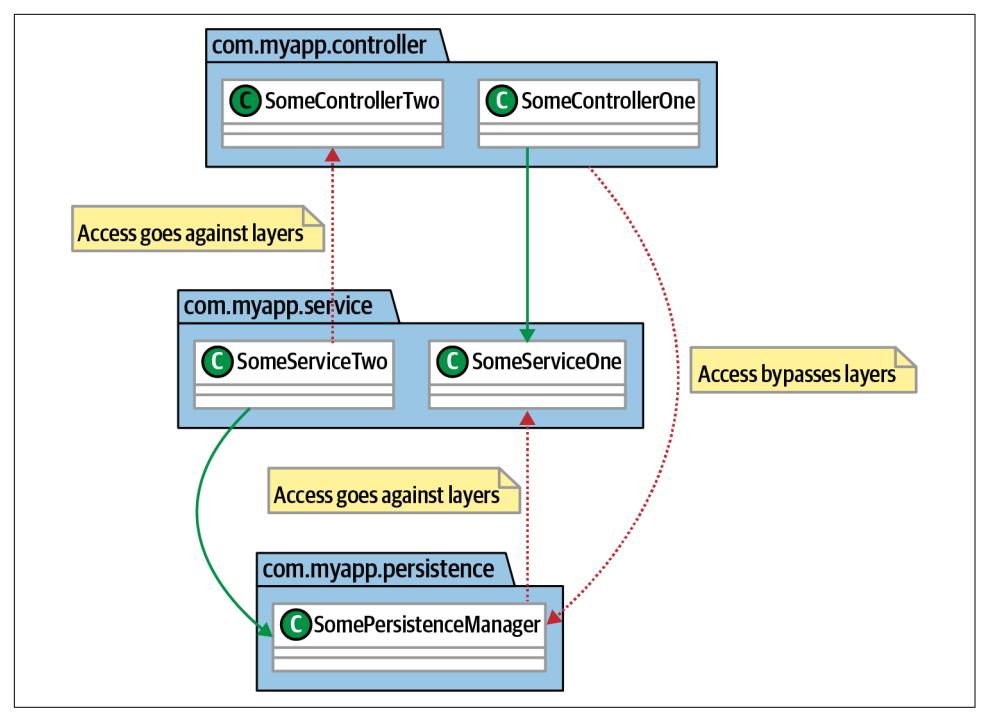 com.myapp.controller
C SomeControllerTwo
C SomeControllerOne
Access goes against layers
com.myapp.service
C SomeServiceTwo
C SomeServiceOne
Access bypasses layers
Access goes against layers
com.myapp.persistence
C SomePersistenceManager